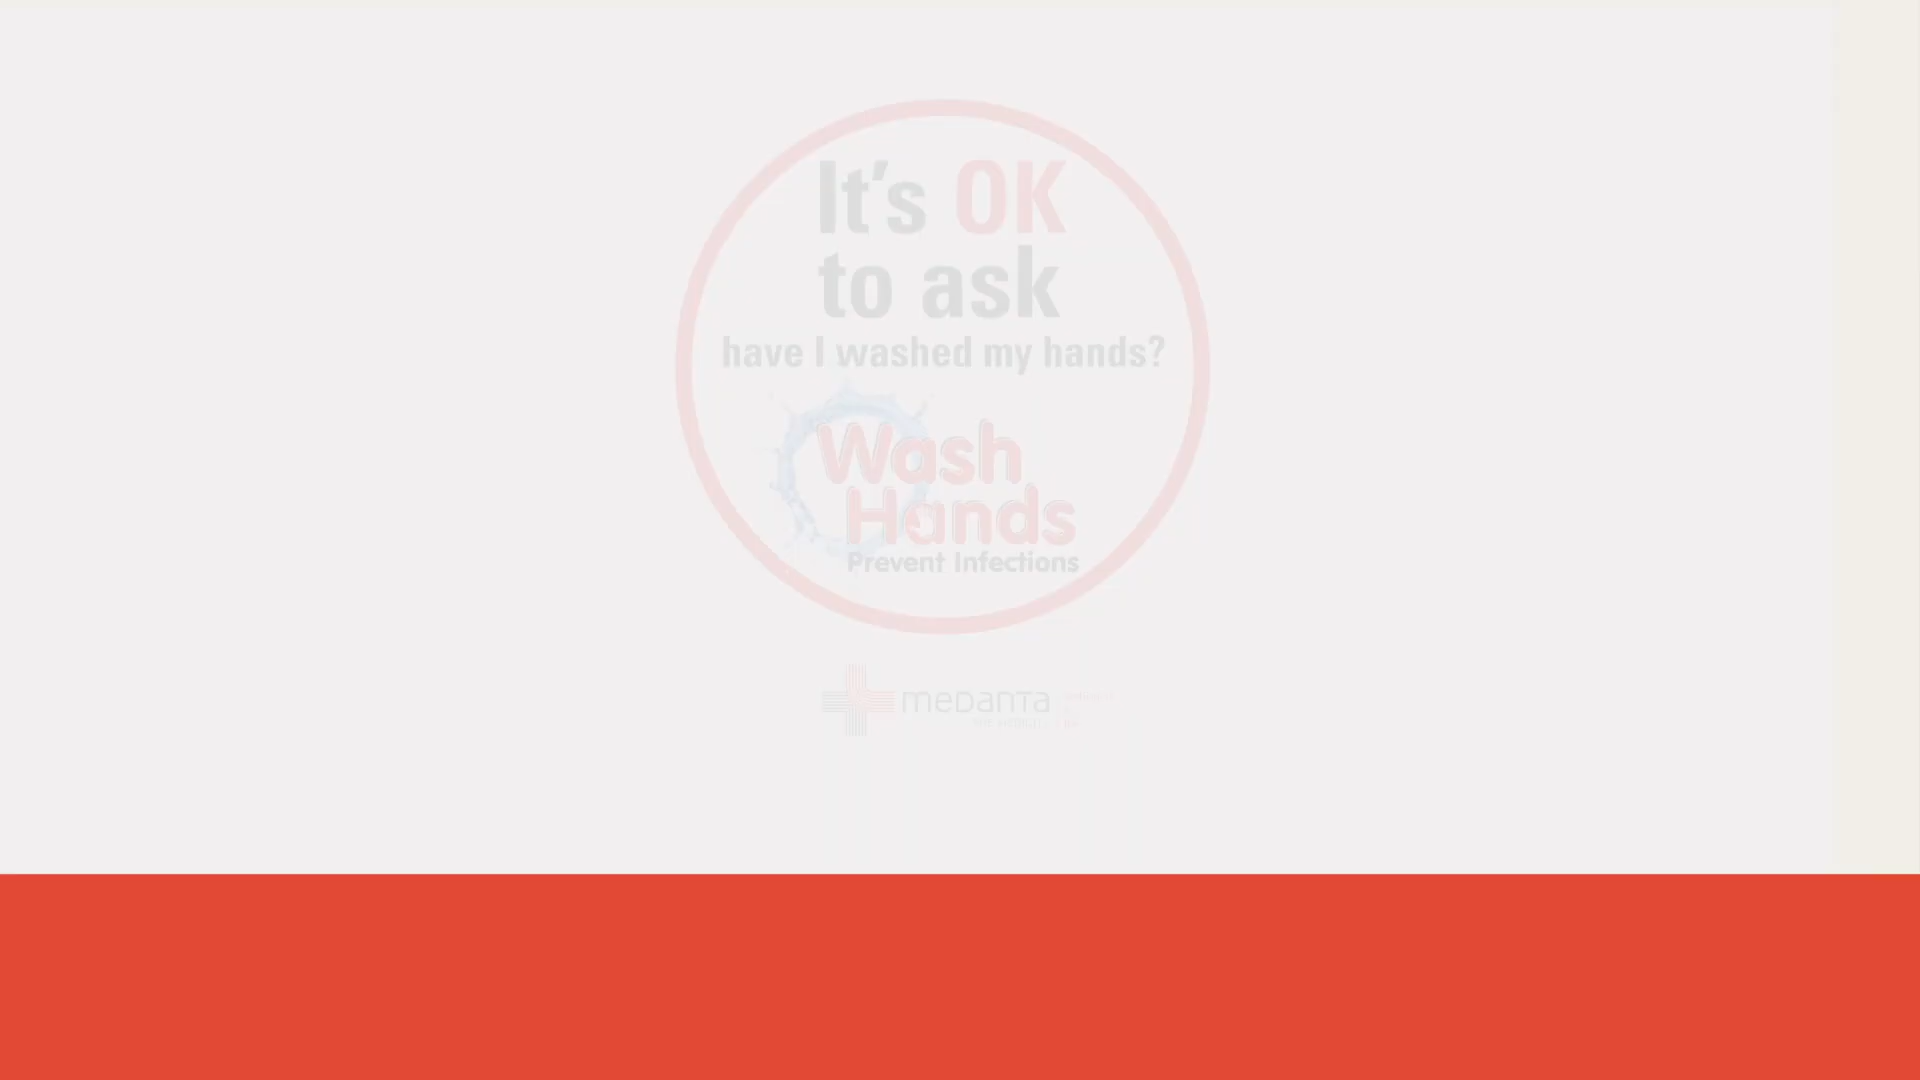 It's OK
to ask
have I washed my hands?
Wash
Hands
Prevent Infections
medanta